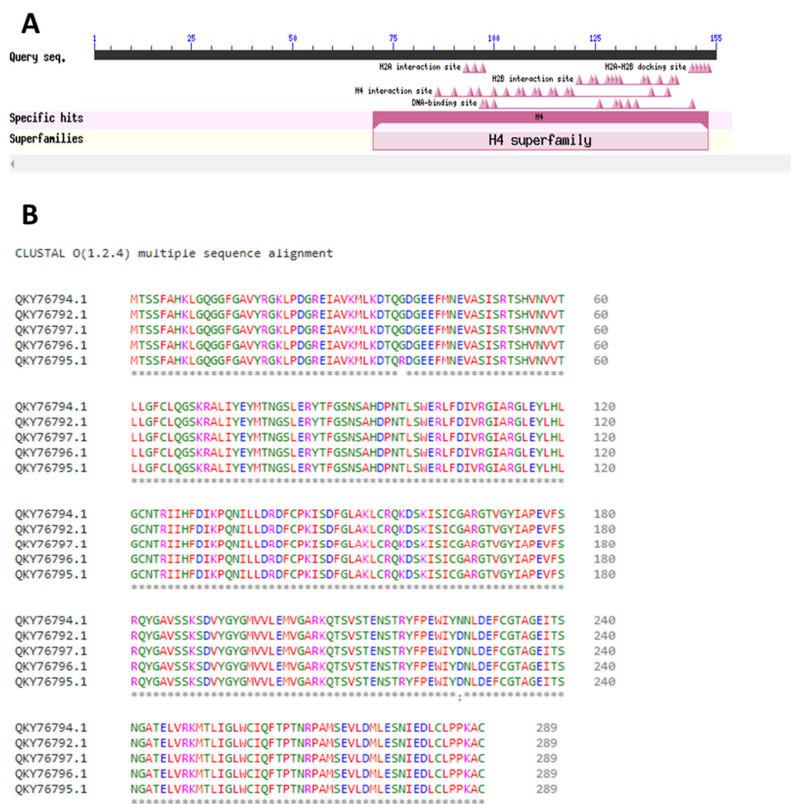 A
1 25 50 75 100 125 155
Query seq.
H2A interaction site
H2A-H2B docking site
H2B interaction site
H4 interaction site
DNA-binding site
Specific hits
H4
Superfamilies
H4 superfamily
B
CLUSTAL O(1.2.4) multiple sequence alignment
QKY76794.1 MTSSFAHKLGQGGFGAVYRGKLPDGREIAVKMLKDTQGDGEEFMNEVASISRTSHVNVVT 60
QKY76792.1 MTSSFAHKLGQGGFGAVYRGKLPDGREIAVKMLKDTQGDGEEFMNEVASISRTSHVNVVT 60
QKY76797.1 MTSSFAHKLGQGGFGAVYRGKLPDGREIAVKMLKDTQGDGEEFMNEVASISRTSHVNVVT 60
QKY76796.1 MTSSFAHKLGQGGFGAVYRGKLPDGREIAVKMLKDTQGDGEEFMNEVASISRTSHVNVVT 60
QKY76795.1 MTSSFAHKLGQGGFGAVYRGKLPDGREIAVKMLKDTQRDGEEFMNEVASISRTSHVNVVT 60
************************************* **********************
QKY76794.1 LLGFCLQGSKRALIYEYMTNGSLERYTFGSNSAHDPNTLSWERLFDIVRGIARGLEYLHL 120
QKY76792.1 LLGFCLQGSKRALIYEYMTNGSLERYTFGSNSAHDPNTLSWERLFDIVRGIARGLEYLHL 120
QKY76797.1 LLGFCLQGSKRALIYEYMTNGSLERYTFGSNSAHDPNTLSWERLFDIVRGIARGLEYLHL 120
QKY76796.1 LLGFCLQGSKRALIYEYMTNGSLERYTFGSNSAHDPNTLSWERLFDIVRGIARGLEYLHL 120
QKY76795.1 LLGFCLQGSKRALIYEYMTNGSLERYTFGSNSAHDPNTLSWERLFDIVRGIARGLEYLHL 120
************************************************************
QKY76794.1 GCNTRIIHFDIKPQNILLDRDFCPKISDFGLAKLCRQKDSKISICGARGTVGYIAPEVFS 180
QKY76792.1 GCNTRIIHFDIKPQNILLDRDFCPKISDFGLAKLCRQKDSKISICGARGTVGYIAPEVFS 180
QKY76797.1 GCNTRIIHFDIKPQNILLDRDFCPKISDFGLAKLCRQKDSKISICGARGTVGYIAPEVFS 180
QKY76796.1 GCNTRIIHFDIKPQNILLDRDFCPKISDFGLAKLCRQKDSKISICGARGTVGYIAPEVFS 180
QKY76795.1 GCNTRIIHFDIKPQNILLDRDFCPKISDFGLAKLCRQKDSKISICGARGTVGYIAPEVFS 180
************************************************************
QKY76794.1 RQYGAVSSKSDVYGYGMVVLEMVGARKQTSVSTENSTRYFPEWIYNNLDEFCGTAGEITS 240
QKY76792.1 RQYGAVSSKSDVYGYGMVVLEMVGARKQTSVSTENSTRYFPEWIYDNLDEFCGTAGEITS 240
QKY76797.1 RQYGAVSSKSDVYGYGMVVLEMVGARKQTSVSTENSTRYFPEWIYDNLDEFCGTAGEITS 240
QKY76796.1 RQYGAVSSKSDVYGYGMVVLEMVGARKQTSVSTENSTRYFPEWIYDNLDEFCGTAGEITS 240
QKY76795.1 RQYGAVSSKSDVYGYGMVVLEMVGARKQTSVSTENSTRYFPEWIYDNLDEFCGTAGEITS 240
*********************************************:**************
QKY76794.1 NGATELVRKMTLIGLWCIQFTPTNRPAMSEVLDMLESNIEDLCLPPKAC 289
QKY76792.1 NGATELVRKMTLIGLWCIQFTPTNRPAMSEVLDMLESNIEDLCLPPKAC 289
QKY76797.1 NGATELVRKMTLIGLWCIQFTPTNRPAMSEVLDMLESNIEDLCLPPKAC 289
QKY76796.1 NGATELVRKMTLIGLWCIQFTPTNRPAMSEVLDMLESNIEDLCLPPKAC 289
QKY76795.1 NGATELVRKMTLIGLWCIQFTPTNRPAMSEVLDMLESNIEDLCLPPKAC 289
*************************************************